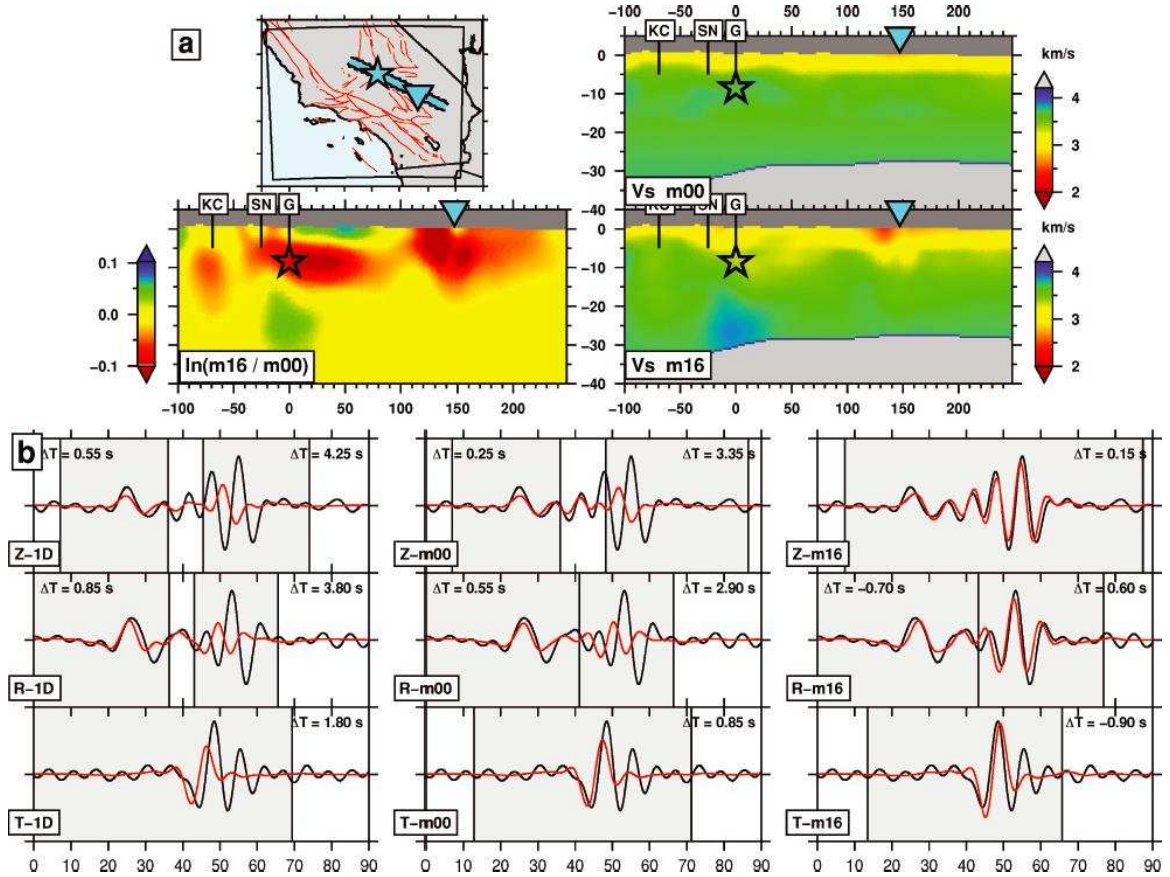 a
-100 -50 0 50 100 150 200
KC SN G
km/s
0
-10
-20
-30
-40
4
3
2
Vs m00
KC SN G
0.1
0.0
-0.1
ln(m16 / m00)
-100 -50 0 50 100 150 200
KC SN G
0
-10
-20
-30
-40
4
3
2
Vs m16
-100 -50 0 50 100 150 200
b
ΔT = 0.55 s ΔT = 4.25 s
Z-1D
ΔT = 0.25 s ΔT = 3.35 s
Z-m00
ΔT = 0.15 s
Z-m16
ΔT = 0.85 s ΔT = 3.80 s
R-1D
ΔT = 0.55 s ΔT = 2.90 s
R-m00
ΔT = -0.70 s ΔT = 0.60 s
R-m16
ΔT = 1.80 s
T-1D
ΔT = 0.85 s
T-m00
ΔT = -0.90 s
T-m16
0 10 20 30 40 50 60 70 80 90
0 10 20 30 40 50 60 70 80 90
0 10 20 30 40 50 60 70 80 90